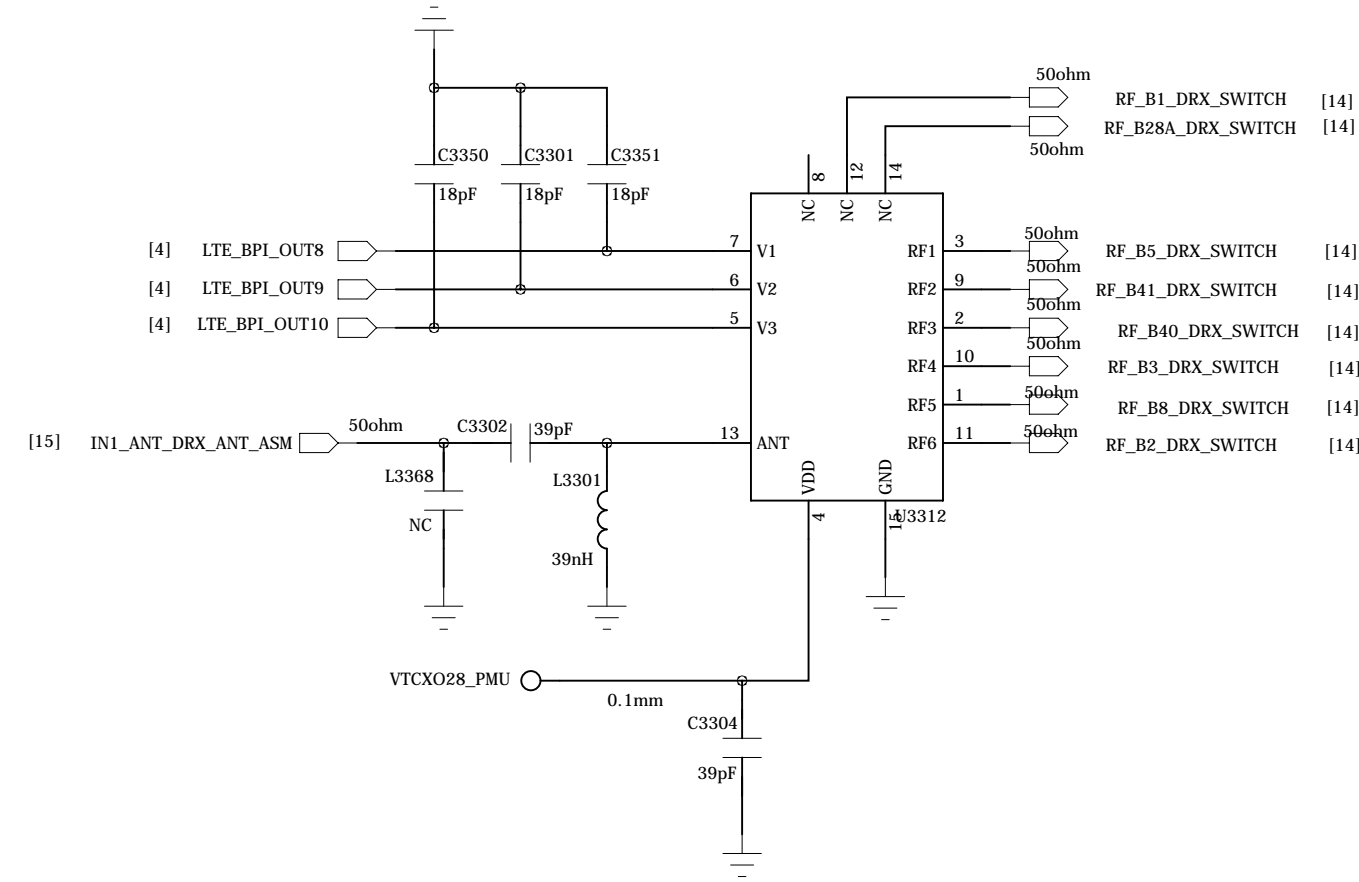 50ohm
RF_B1_DRX_SWITCH [14]
RF_B28A_DRX_SWITCH [14]
50ohm
C3350 C3301 C3351
18pF 18pF 18pF
8 12 14
NC NC NC
[4] LTE_BPI_OUT8 7 V1
[4] LTE_BPI_OUT9 6 V2
[4] LTE_BPI_OUT10 5 V3
50ohm
RF1 3 RF_B5_DRX_SWITCH [14]
50ohm
RF2 9 RF_B41_DRX_SWITCH [14]
50ohm
RF3 2 RF_B40_DRX_SWITCH [14]
50ohm
RF4 10 RF_B3_DRX_SWITCH [14]
50ohm
RF5 1 RF_B8_DRX_SWITCH [14]
50ohm
RF6 11 RF_B2_DRX_SWITCH [14]
[15] IN1_ANT_DRX_ANT_ASM 50ohm C3302 39pF 13 ANT
L3368 L3301
NC 39nH
VDD GND
4 15 U3312
VTCXO28_PMU
0.1mm
C3304
39pF